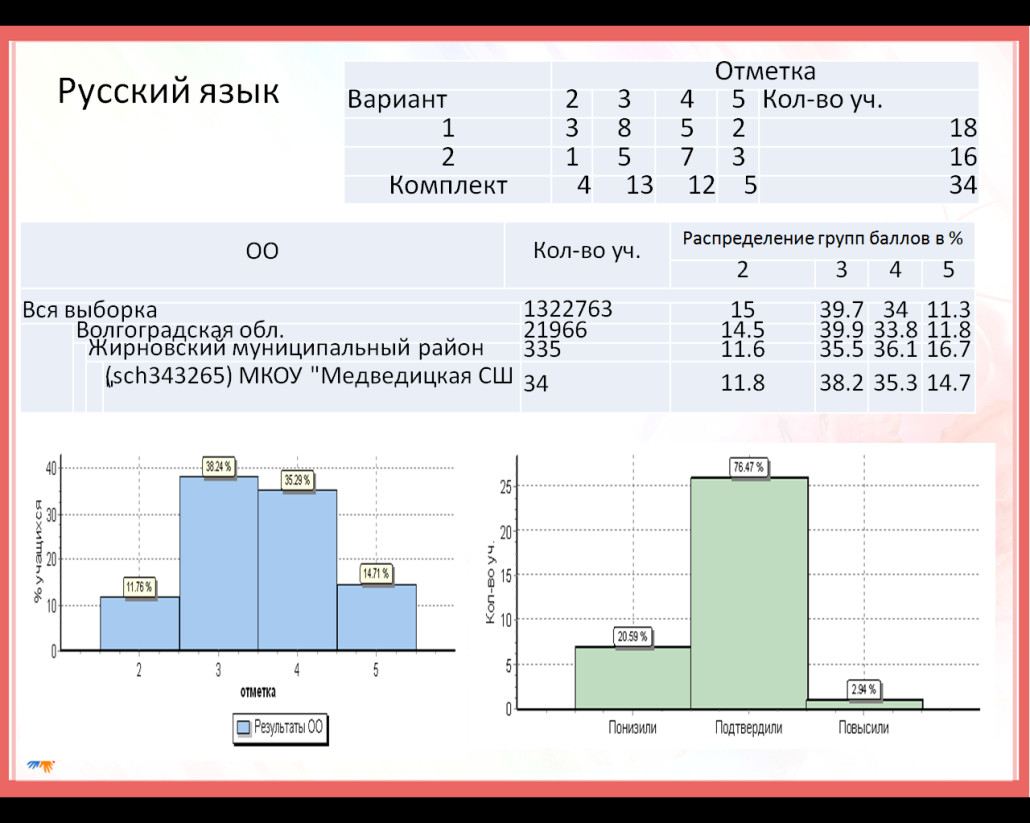 Русский язык
Отметка
Вариант 2 3 4 5 Кол-во уч.
1 3 8 5 2 18
2 1 5 7 3 16
Комплект 4 13 12 5 34
ОО Кол-во уч. Распределение групп баллов в %
2 3 4 5
Вся выборка 1322763 15 39.7 34 11.3
Волгоградская обл. 21966 14.5 39.9 33.8 11.8
Жирновский муниципальный район 335 11.6 35.5 36.1 16.7
(sch343265) МКОУ "Медведицкая СШ 34 11.8 38.2 35.3 14.7
% учащихся
40
30
20
10
0
11.76 %
38.24 %
35.29 %
14.71 %
2 3 4 5
отметка
Результаты ОО
Кол-во уч.
25
20
15
10
5
0
20.59 %
76.47 %
2.94 %
Понизили Подтвердили Повысили